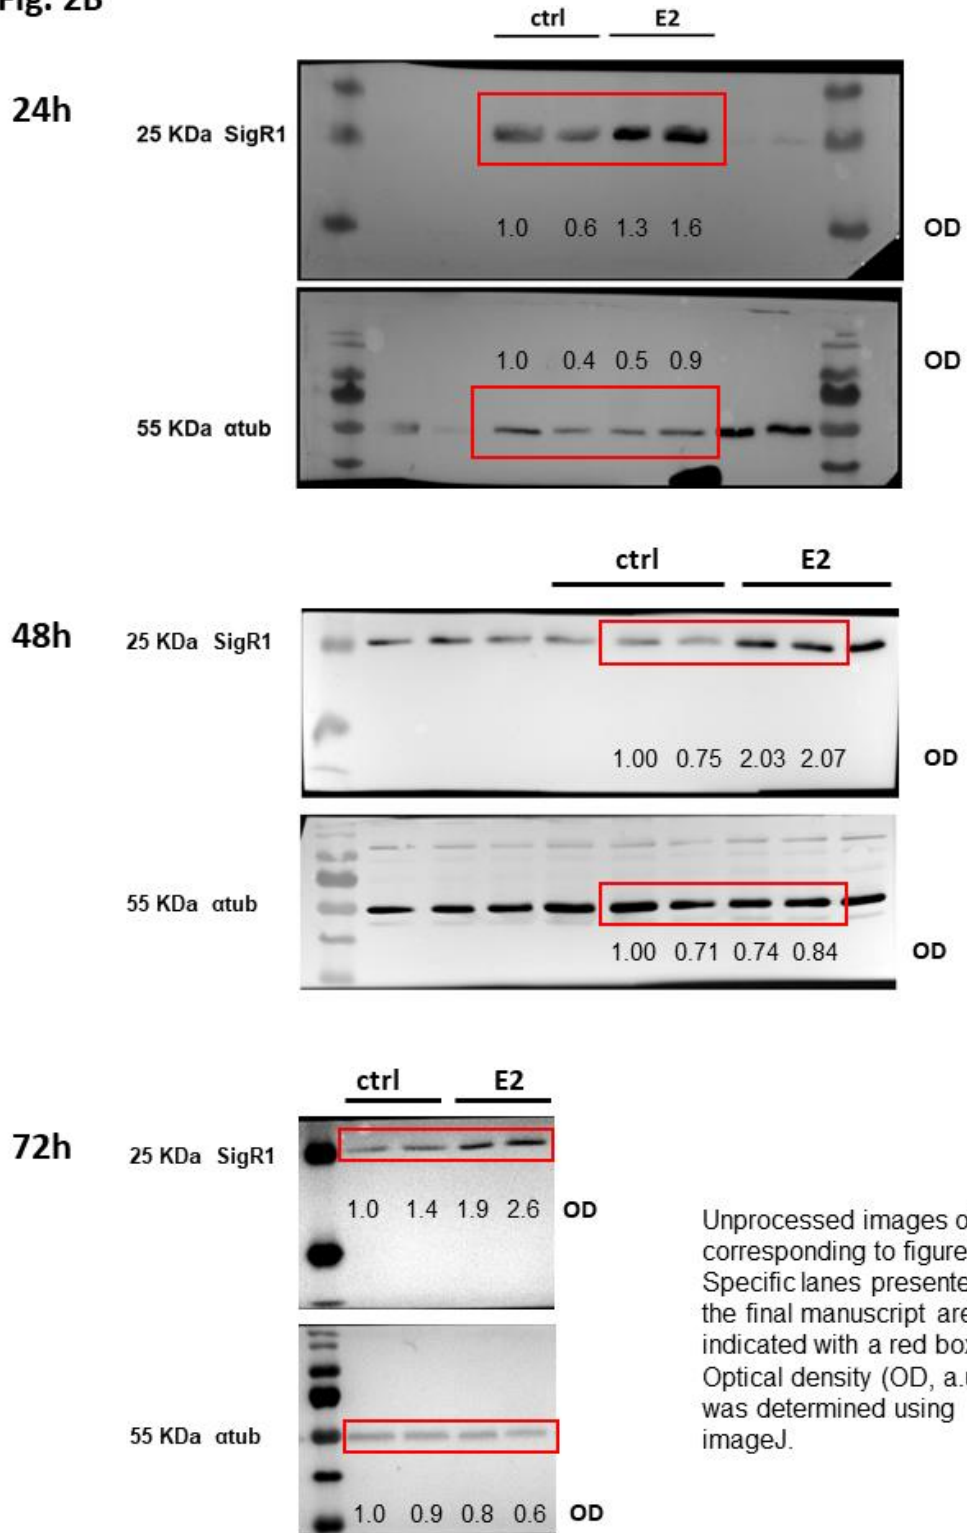 Fig. 2B
ctrl E2
24h
25 KDa SigR1
1.0 0.6 1.3 1.6 OD
1.0 0.4 0.5 0.9 OD
55 KDa αtub
ctrl E2
48h
25 KDa SigR1
1.00 0.75 2.03 2.07 OD
55 KDa αtub
1.00 0.71 0.74 0.84 OD
ctrl E2
72h
25 KDa SigR1
1.0 1.4 1.9 2.6 OD
55 KDa αtub
1.0 0.9 0.8 0.6 OD
Unprocessed images
corresponding to figure
Specific lanes
the final manuscript are
indicated with a red box
Optical density (OD,
was determined using
imageJ.